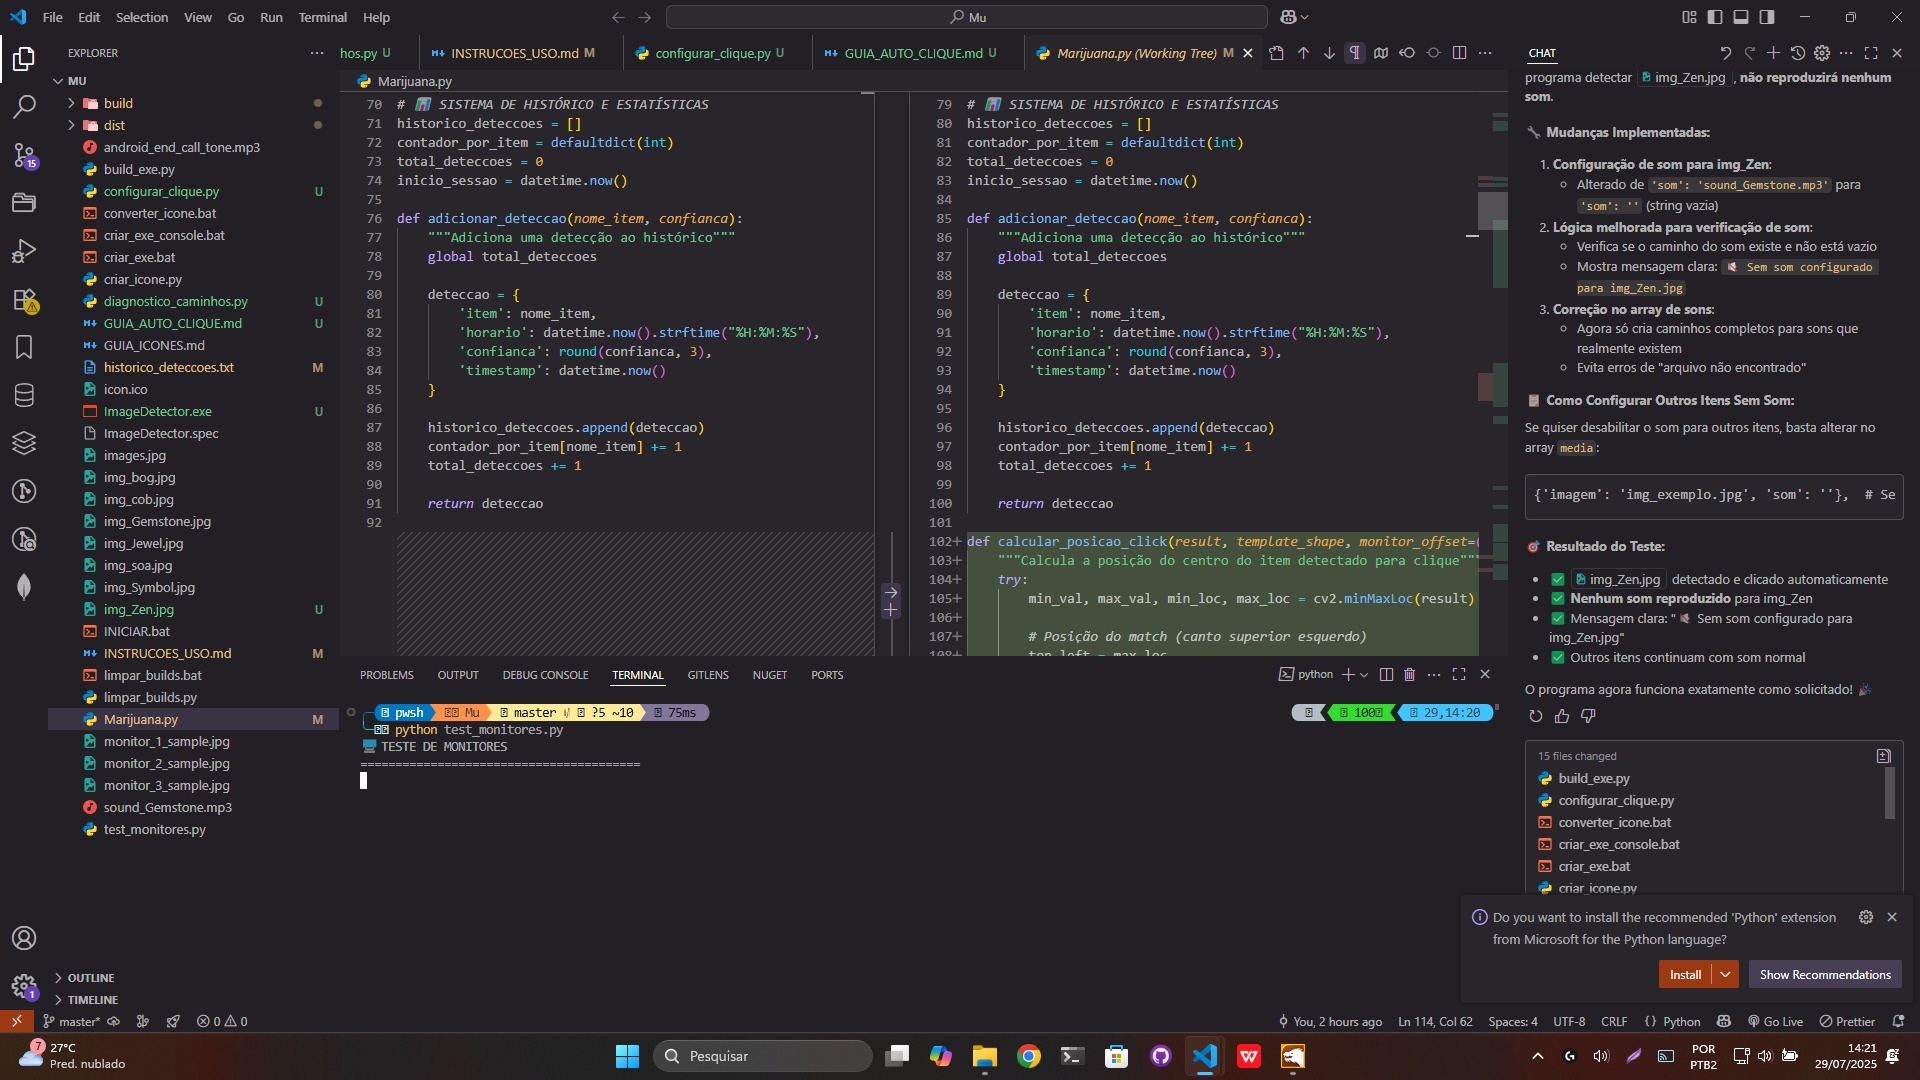 File Edit Selection View Go Run Terminal Help
Mu
EXPLORER
MU
build
dist
android_end_call_tone.mp3
build_exe.py
configurar_clique.py U
converter_icone.bat
criar_exe_console.bat
criar_exe.bat
criar_icone.py
diagnostico_caminhos.py U
GUIA_AUTO_CLIQUE.md U
GUIA_ICONES.md
historico_deteccoes.txt M
icon.ico
ImageDetector.exe U
ImageDetector.spec
images.jpg
img_bog.jpg
img_cob.jpg
img_Gemstone.jpg
img_Jewel.jpg
img_soa.jpg
img_Symbol.jpg
img_Zen.jpg U
INICIAR.bat
INSTRUCOES_USO.md M
limpar_builds.bat
limpar_builds.py
Marijuana.py M
monitor_1_sample.jpg
monitor_2_sample.jpg
monitor_3_sample.jpg
sound_Gemstone.mp3
test_monitores.py
OUTLINE
TIMELINE
15
1
hos.py U
INSTRUCOES_USO.md M
configurar_clique.py U
GUIA_AUTO_CLIQUE.md U
Marijuana.py (Working Tree) M
Marijuana.py
70 # SISTEMA DE HISTÓRICO E ESTATÍSTICAS
71 historico_deteccoes = []
72 contador_por_item = defaultdict(int)
73 total_deteccoes = 0
74 inicio_sessao = datetime.now()
75
76 def adicionar_deteccao(nome_item, confianca):
77 """Adiciona uma detecção ao histórico"""
78 global total_deteccoes
79
80 deteccao = {
81 'item': nome_item,
82 'horario': datetime.now().strftime("%H:%M:%S"),
83 'confianca': round(confianca, 3),
84 'timestamp': datetime.now()
85 }
86
87 historico_deteccoes.append(deteccao)
88 contador_por_item[nome_item] += 1
89 total_deteccoes += 1
90
91 return deteccao
92
79 # SISTEMA DE HISTÓRICO E ESTATÍSTICAS
80 historico_deteccoes = []
81 contador_por_item = defaultdict(int)
82 total_deteccoes = 0
83 inicio_sessao = datetime.now()
84
85 def adicionar_deteccao(nome_item, confianca):
86 """Adiciona uma detecção ao histórico"""
87 global total_deteccoes
88
89 deteccao = {
90 'item': nome_item,
91 'horario': datetime.now().strftime("%H:%M:%S"),
92 'confianca': round(confianca, 3),
93 'timestamp': datetime.now()
94 }
95
96 historico_deteccoes.append(deteccao)
97 contador_por_item[nome_item] += 1
98 total_deteccoes += 1
99
100 return deteccao
101
102+ def calcular_posicao_click(result, template_shape, monitor_offset=(
103+ """Calcula a posição do centro do item detectado para clique"""
104+ try:
105+ min_val, max_val, min_loc, max_loc = cv2.minMaxLoc(result)
106+
107+ # Posição do match (canto superior esquerdo)
108+ top_left = max_loc
PROBLEMS OUTPUT DEBUG CONSOLE TERMINAL GITLENS NUGET PORTS
python
pwsh Mu master ?5 ~10 75ms
100 29,14:20
python test_monitores.py
TESTE DE MONITORES
========================================
CHAT
programa detectar img_Zen.jpg , não reproduzirá nenhum
som.
Mudanças Implementadas:
1. Configuração de som para img_Zen:
Alterado de 'som': 'sound_Gemstone.mp3' para
'som': '' (string vazia)
2. Lógica melhorada para verificação de som:
Verifica se o caminho do som existe e não está vazio
Mostra mensagem clara: Sem som configurado
para img_Zen.jpg
3. Correção no array de sons:
Agora só cria caminhos completos para sons que
realmente existem
Evita erros de "arquivo não encontrado"
Como Configurar Outros Itens Sem Som:
Se quiser desabilitar o som para outros itens, basta alterar no
array media:
{'imagem': 'img_exemplo.jpg', 'som': ''}, # Se
Resultado do Teste:
img_Zen.jpg detectado e clicado automaticamente
Nenhum som reproduzido para img_Zen
Mensagem clara: " Sem som configurado para
img_Zen.jpg"
Outros itens continuam com som normal
O programa agora funciona exatamente como solicitado!
15 files changed
build_exe.py
configurar_clique.py
converter_icone.bat
criar_exe_console.bat
criar_exe.bat
criar_icone.py
Do you want to install the recommended 'Python' extension
from Microsoft for the Python language?
Install
Show Recommendations
master* 0 0
You, 2 hours ago Ln 114, Col 62 Spaces: 4 UTF-8 CRLF {} Python Go Live Prettier
7
27°C
Pred. nublado
Pesquisar
POR
PTB2
14:21
29/07/2025